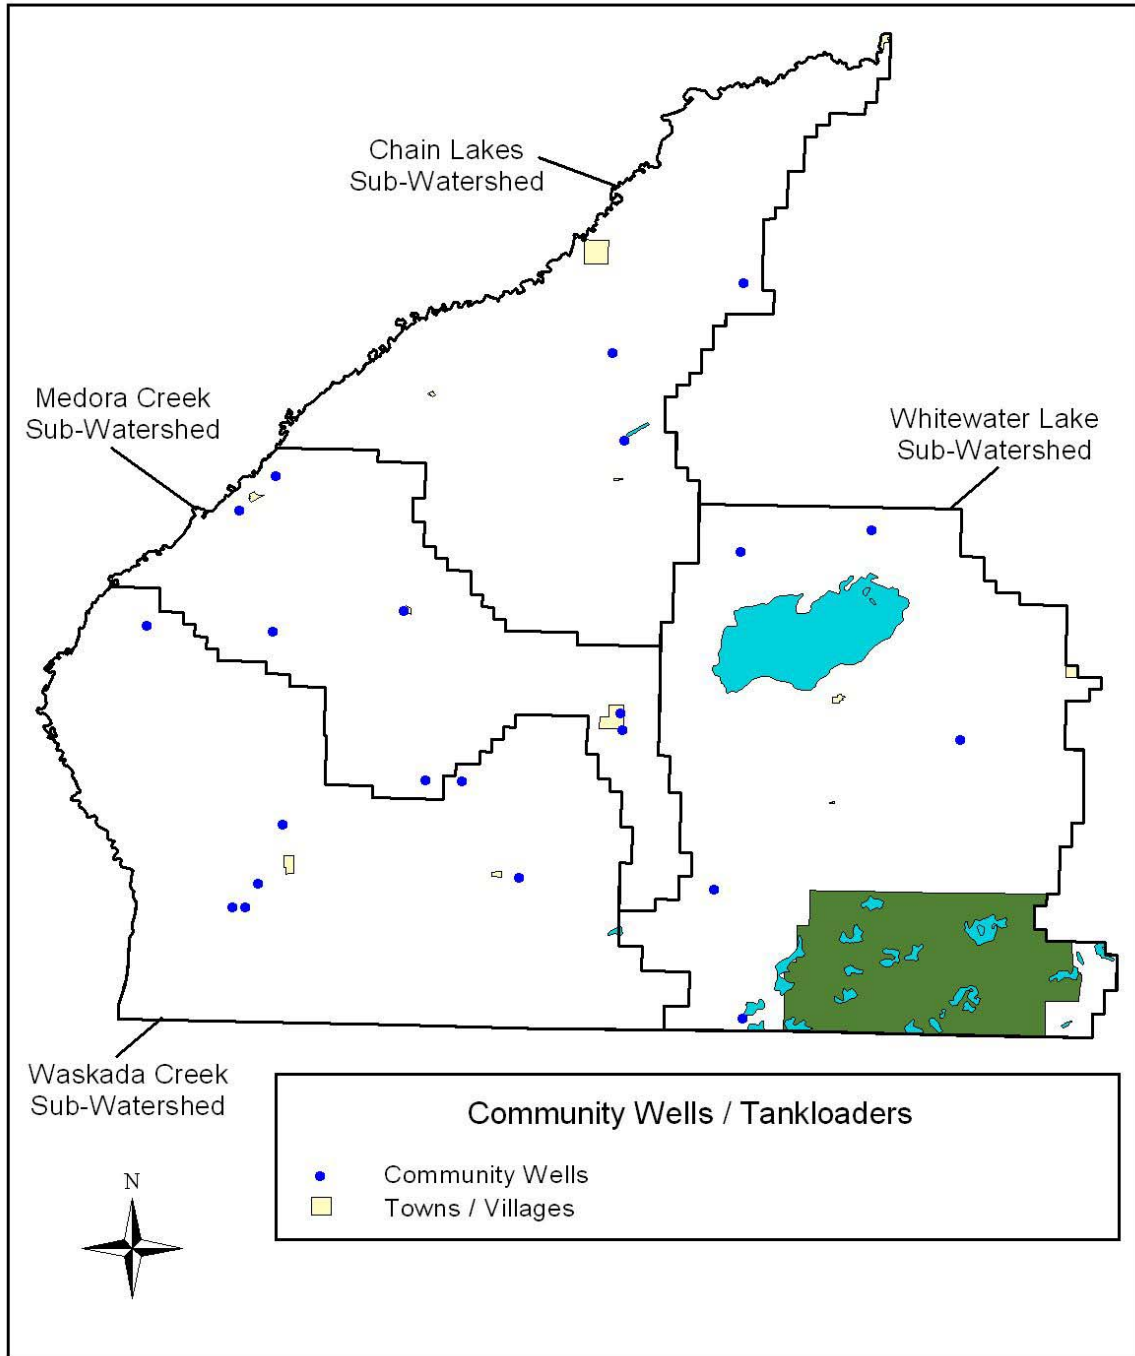 Chain Lakes
Sub-Watershed
Medora Creek
Sub-Watershed
Whitewater Lake
Sub-Watershed
Waskada Creek
Sub-Watershed
Community Wells / Tankloaders
Community Wells
Towns / Villages
N